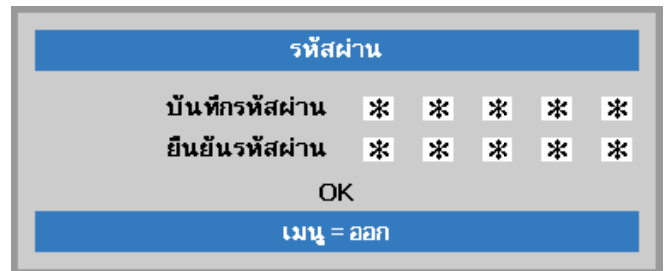 รหัสผ่าน
บันทึกรหัสผ่าน * * * * *
ยืนยันรหัสผ่าน * * * * *
OK
เมนู = ออก